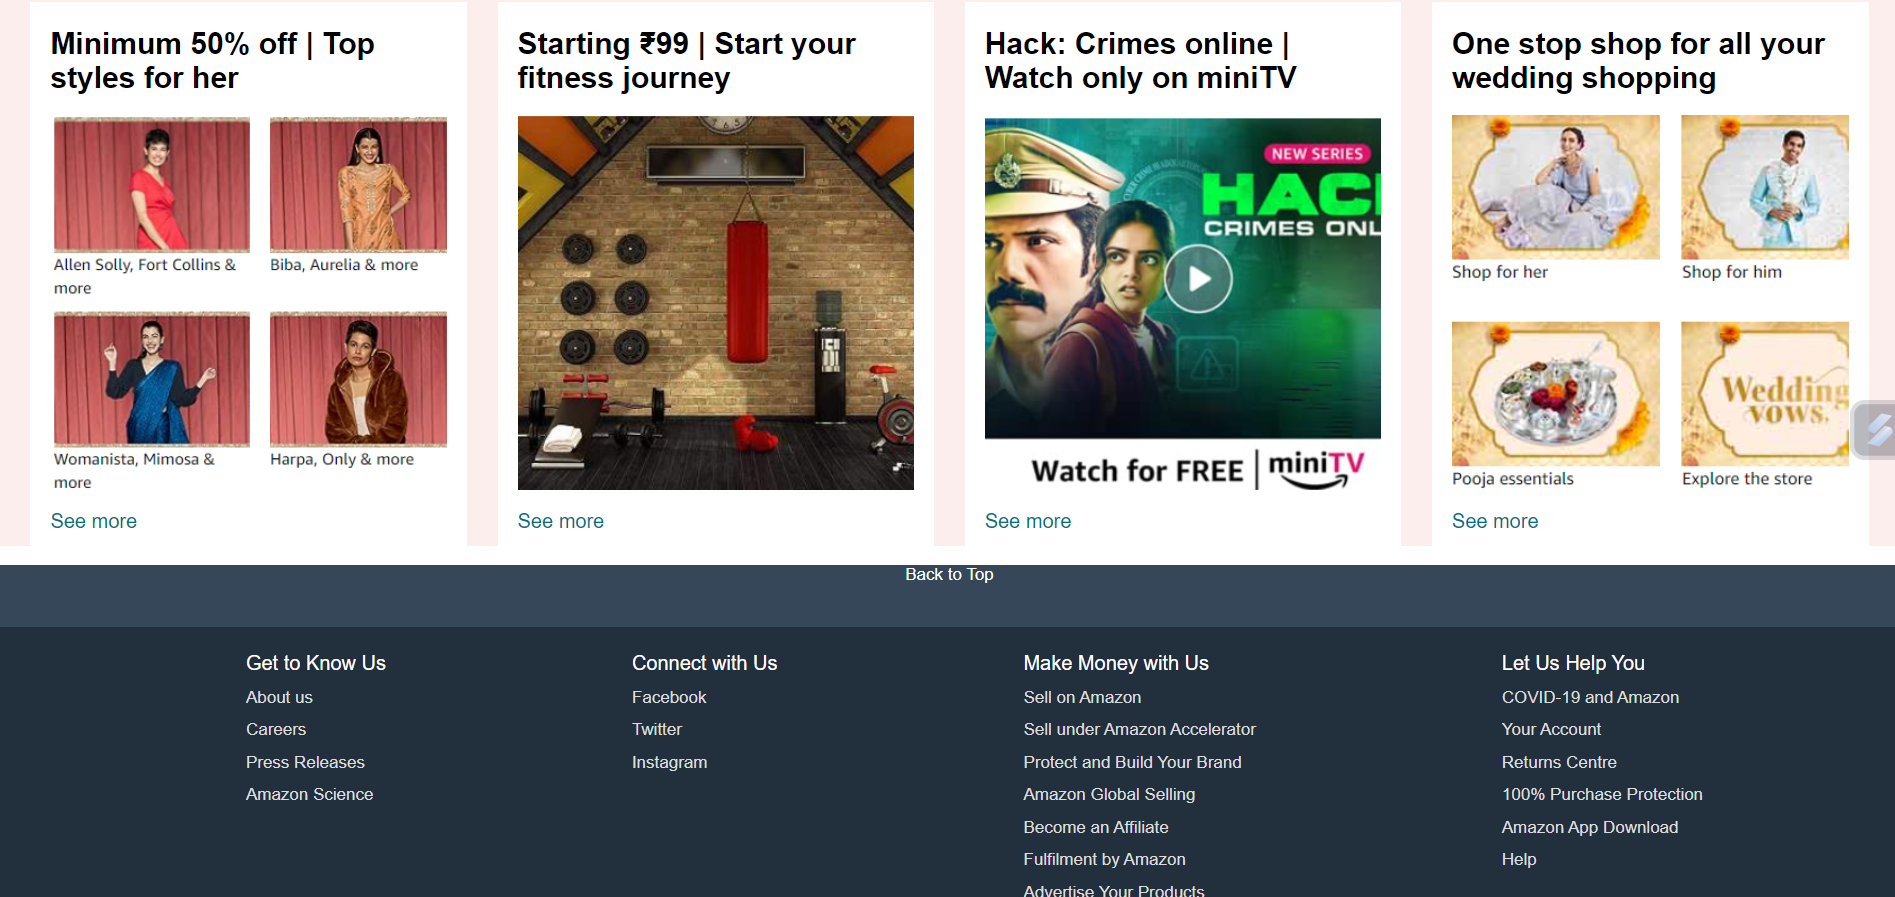 Minimum 50% off | Top
styles for her
Allen Solly, Fort Collins &
more
Biba, Aurelia & more
Womanista, Mimosa &
more
Harpa, Only & more
See more
Starting ₹99 | Start your
fitness journey
See more
Hack: Crimes online |
Watch only on miniTV
NEW SERIES
HAC
CRIMES ONL
Watch for FREE | miniTV
See more
One stop shop for all your
wedding shopping
Shop for her
Shop for him
Pooja essentials
Wedding
vows.
Explore the store
See more
Back to Top
Get to Know Us
About us
Careers
Press Releases
Amazon Science
Connect with Us
Facebook
Twitter
Instagram
Make Money with Us
Sell on Amazon
Sell under Amazon Accelerator
Protect and Build Your Brand
Amazon Global Selling
Become an Affiliate
Fulfilment by Amazon
Advertise Your Products
Let Us Help You
COVID-19 and Amazon
Your Account
Returns Centre
100% Purchase Protection
Amazon App Download
Help